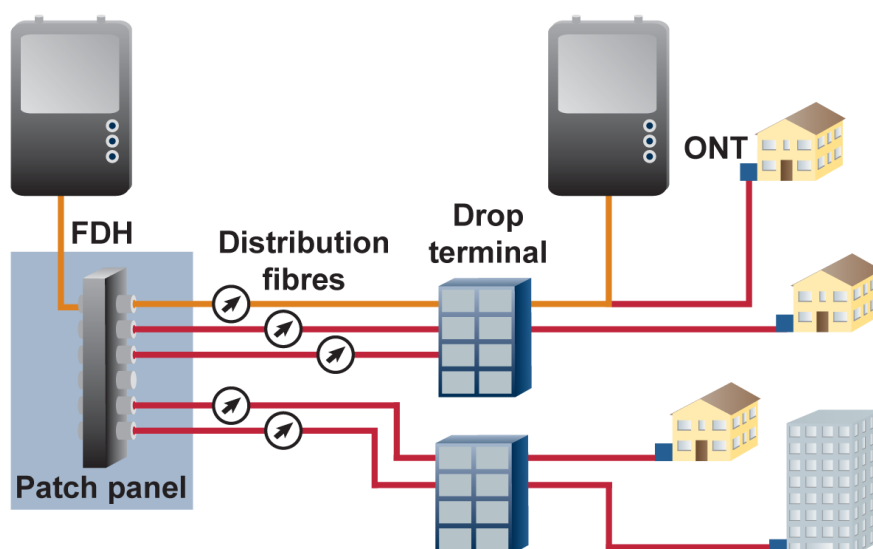 ONT
FDH
Distribution
fibres
Drop
terminal
Patch panel